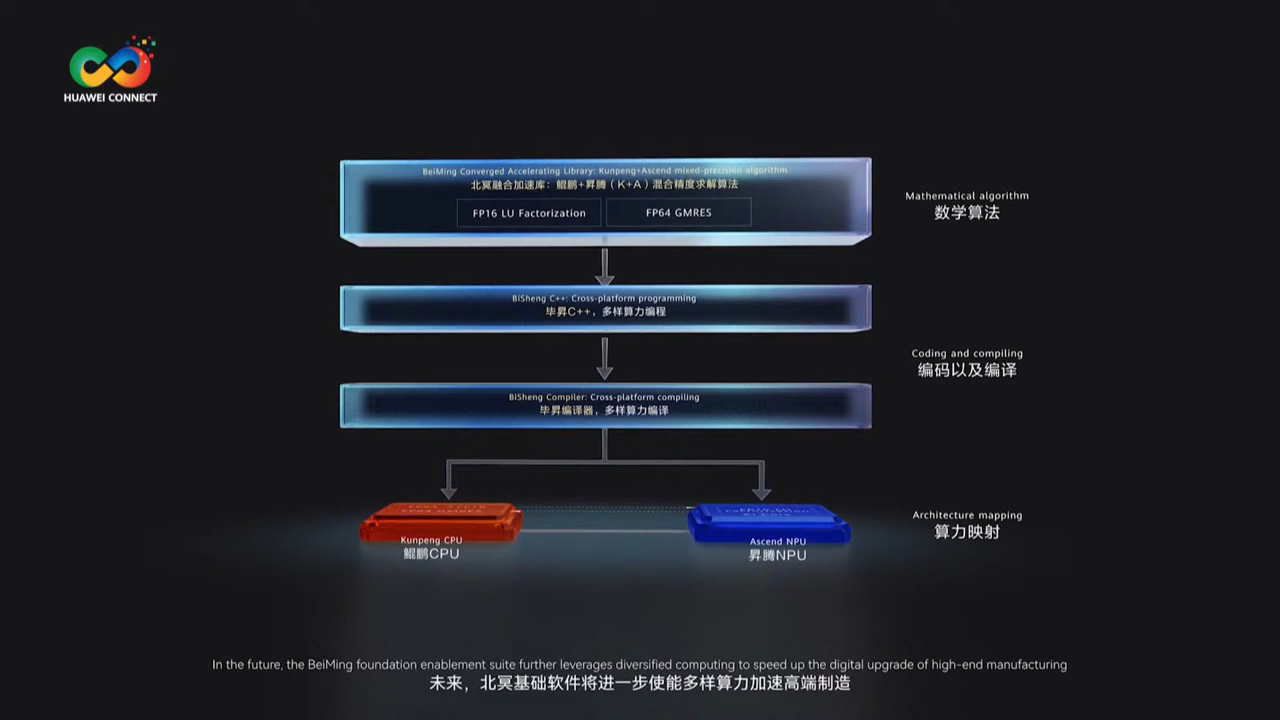 HUAWEI CONNECT
BeiMing Converged Accelerating Library: Kunpeng+Ascend mixed-precision algorithm
北冥融合加速库：鲲鹏+昇腾（K+A）混合精度求解算法
FP16 LU Factorization
FP64 GMRES
Mathematical algorithm
数学算法
BiSheng C++: Cross-platform programming
毕昇C++，多样算力编程
Coding and compiling
编码以及编译
BiSheng Compiler: Cross-platform compiling
毕昇编译器，多样算力编译
FP64 GMRES
Kunpeng CPU
鲲鹏CPU
Ascend NPU
昇腾NPU
Architecture mapping
算力映射
In the future, the BeiMing foundation enablement suite further leverages diversified computing to speed up the digital upgrade of high-end manufacturing
未来，北冥基础软件将进一步使能多样算力加速高端制造